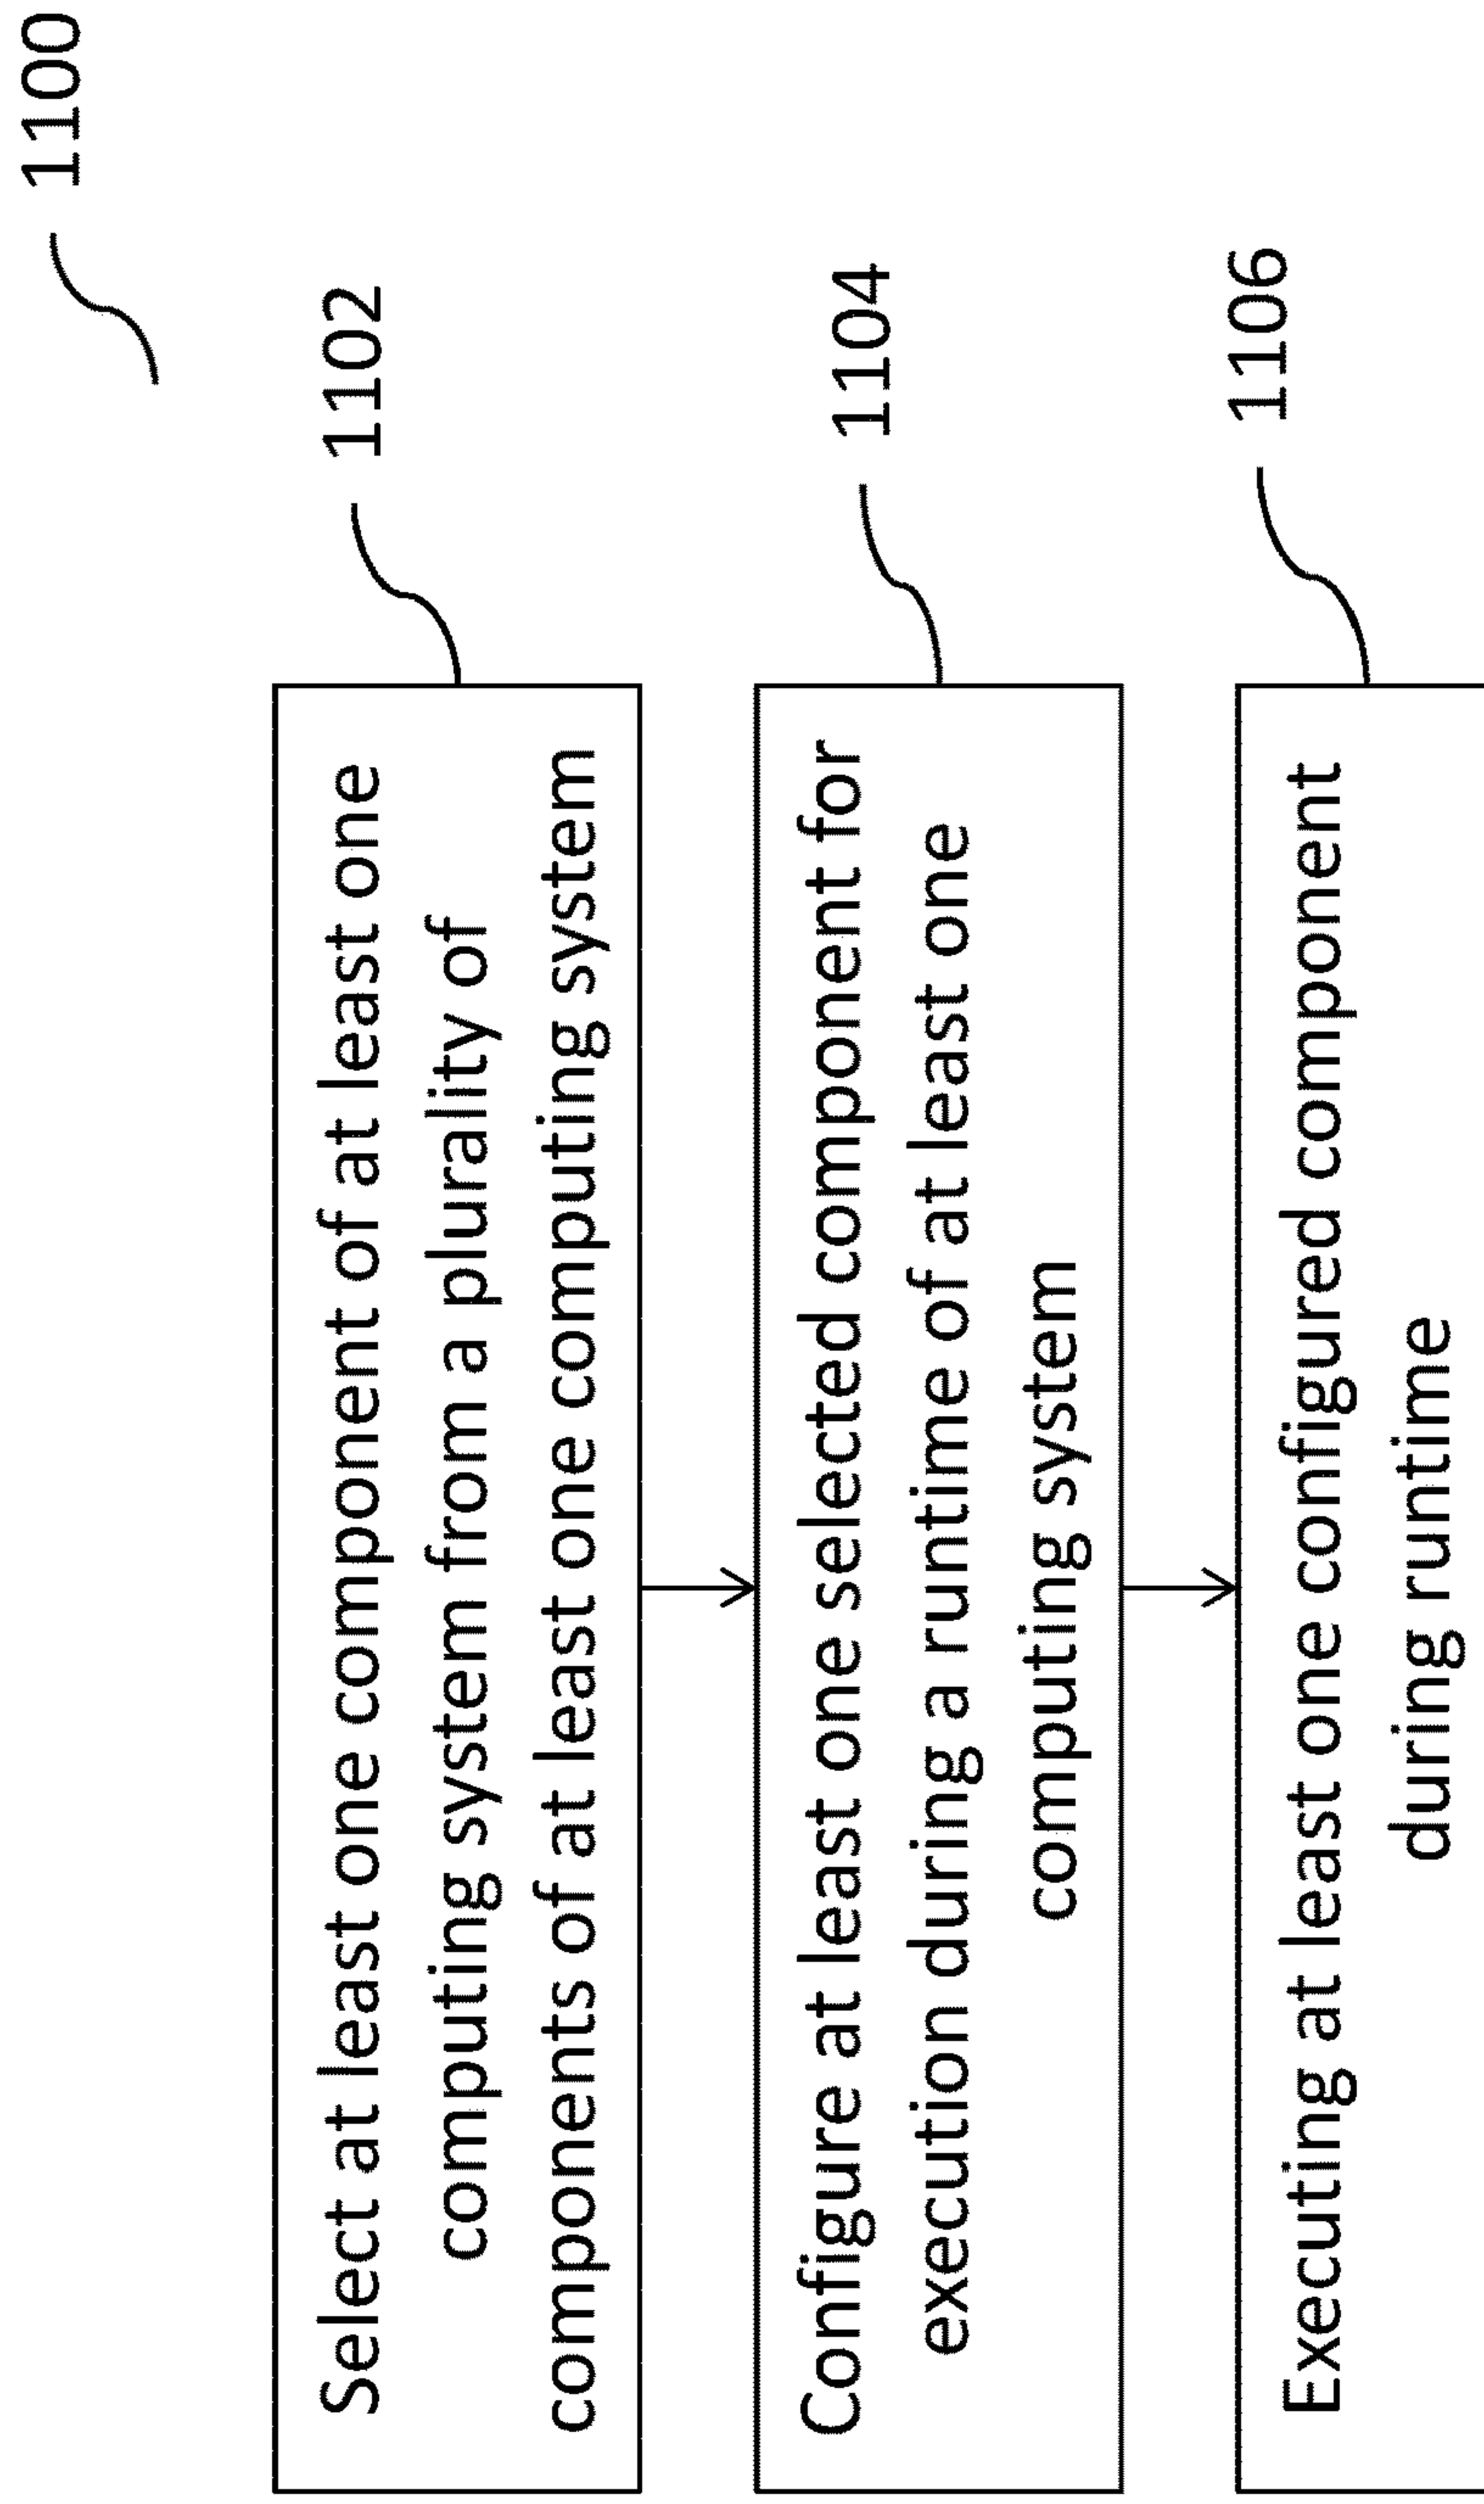 1100
1102
Select at least one component of at least one
computing system from a plurality of
components of at least one computing system
1104
Configure at least one selected component for
execution during a runtime of at least one
computing system
1106
Executing at least one configured component
during runtime